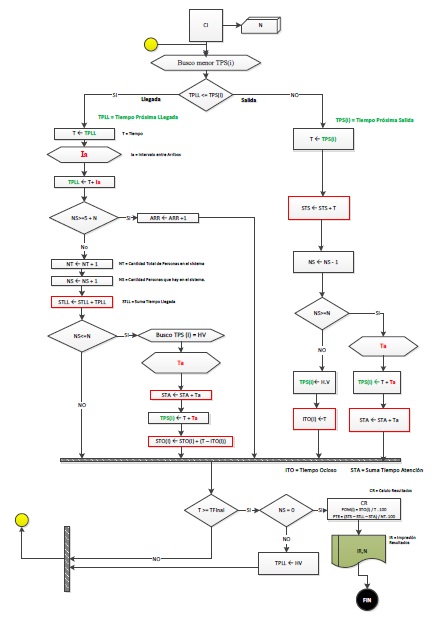 CI
N
Busco menor TPS(i)
TPLL <= TPS(i)
SI
NO
Llegada
Salida
TPLL = Tiempo Próxima LLegada
TPS(i) = Tiempo Próxima Salida
T ← TPLL
T = Tiempo
T ← TPS(i)
Ia
Ia = Intervalo entre Arribos
TPLL ← T+ Ia
STS ← STS + T
NS>=5 + N
SI
ARR ← ARR +1
No
NS ← NS - 1
NT ← NT + 1
NT = Cantidad Total de Personas en el sistema
NS ← NS + 1
NS = Cantidad Personas que hay en el sistema.
STLL ← STLL + TPLL
STLL = Suma Tiempo Llegada
NS>=N
SI
NS<=N
SI
Busco TPS (i) = HV
Ta
NO
Ta
TPS(i) ← H.V
TPS(i) ← T + Ta
STA ← STA + Ta
TPS(i) ← T + Ta
ITO(i) ← T
STA ← STA + Ta
NO
STO(i) ← STO(i) + (T – ITO(i))
ITO = Tiempo Ocioso
STA = Suma Tiempo Atención
CR = Calculo Resultados
T >= TFinal
SI
NS = 0
SI
CR
PON(i) = STO(i) / T . 100
PTE = (STS – STLL – STA) / NT . 100
IR = Impresión
Resultados
NO
NO
TPLL ← HV
IR,N
FIN